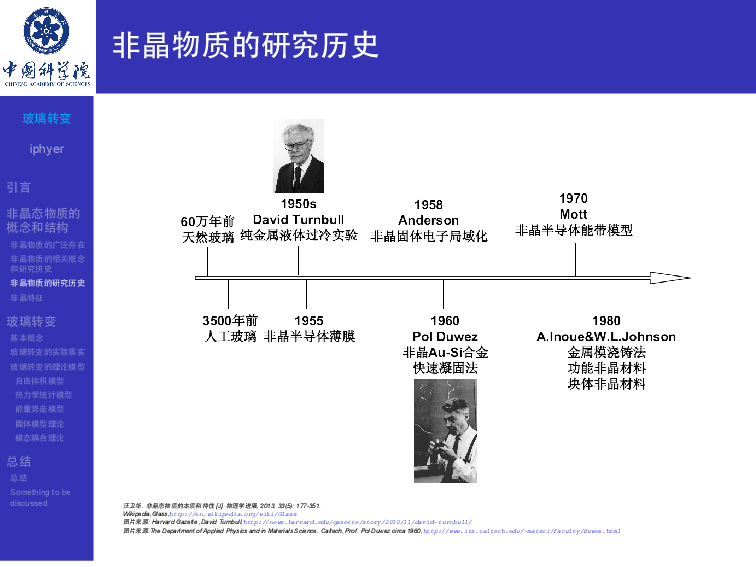 非晶物质的研究历史
中国科学院
CHINESE ACADEMY OF SCIENCES
玻璃转变
iphyer
引言
非晶态物质的
概念和结构
非晶物质的广泛存在
非晶物质的相关概念
和研究历史
非晶物质的研究历史
非晶特征
玻璃转变
基本概念
玻璃转变的实验事实
玻璃转变的理论模型
自由体积模型
热力学统计模型
能量势垒模型
固体模型理论
模态耦合理论
总结
总结
Something to be
discussed
60万年前
天然玻璃
1950s
David Turnbull
纯金属液体过冷实验
1958
Anderson
非晶固体电子局域化
1970
Mott
非晶半导体能带模型
3500年前
人工玻璃
1955
非晶半导体薄膜
1960
Pol Duwez
非晶Au-Si合金
快速凝固法
1980
A.Inoue&W.L.Johnson
金属模浇铸法
功能非晶材料
块体非晶材料
汪卫华. 非晶态物质的本质和特性 [J]. 物理学进展, 2013, 33(5): 177-351.
Wikipedia,Glass,http://en.wikipedia.org/wiki/Glass
图片来源: Harvard Gazette ,David Turnbull,http://news.harvard.edu/gazette/story/2010/11/david-turnbull/
图片来源:The Department of Applied Physics and in Materials Science. Caltech, Prof. Pol Duwez circa 1960,http://www.its.caltech.edu/~matsci/faculty/Duwez.html